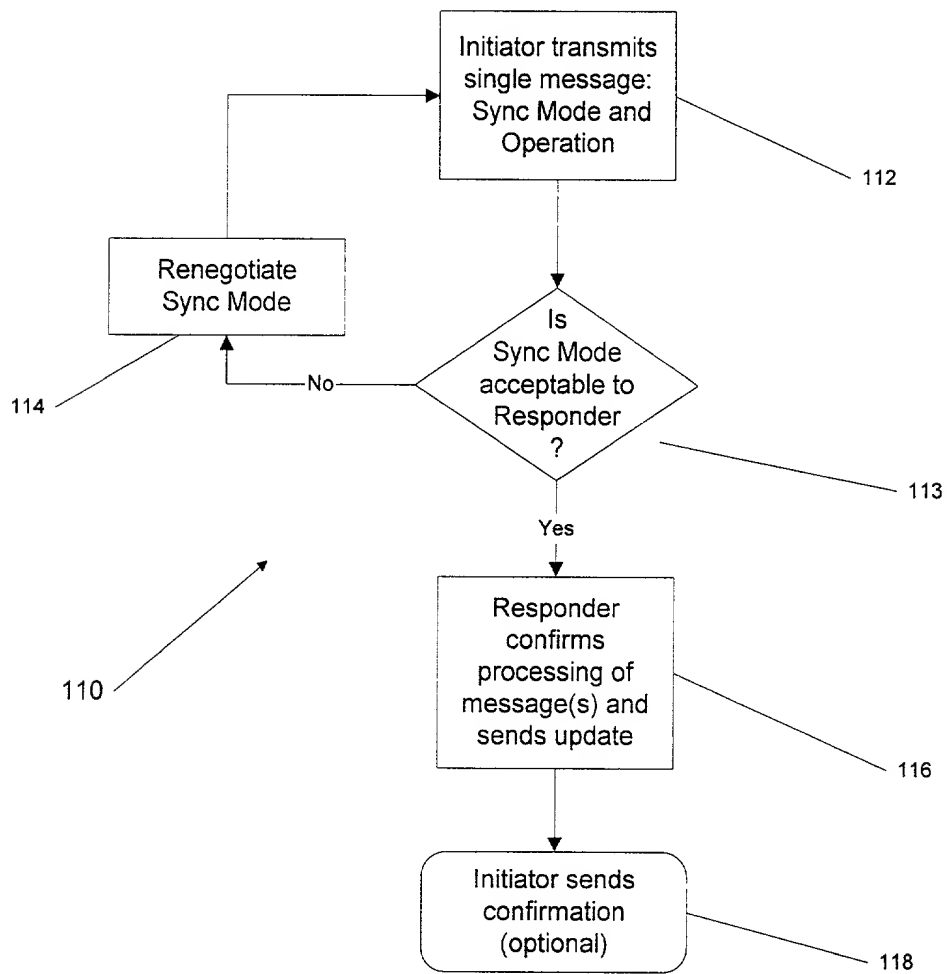 Initiator transmits
single message:
Sync Mode and
Operation
112
Renegotiate
Sync Mode
114
Is
Sync Mode
acceptable to
Responder
?
No
113
Yes
Responder
confirms
processing of
message(s) and
sends update
110
116
Initiator sends
confirmation
(optional)
118